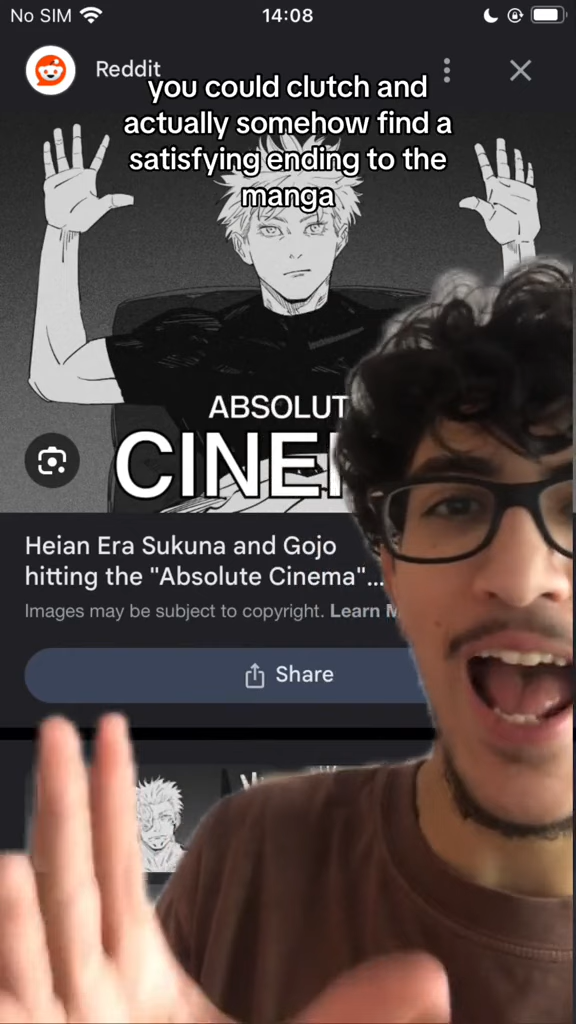 No SIM 14:08
Reddit
you could clutch and
actually somehow find a
satisfying ending to the
manga
ABSOLUT
CINE
Heian Era Sukuna and Gojo
hitting the "Absolute Cinema"...
Images may be subject to copyright. Learn M
Share